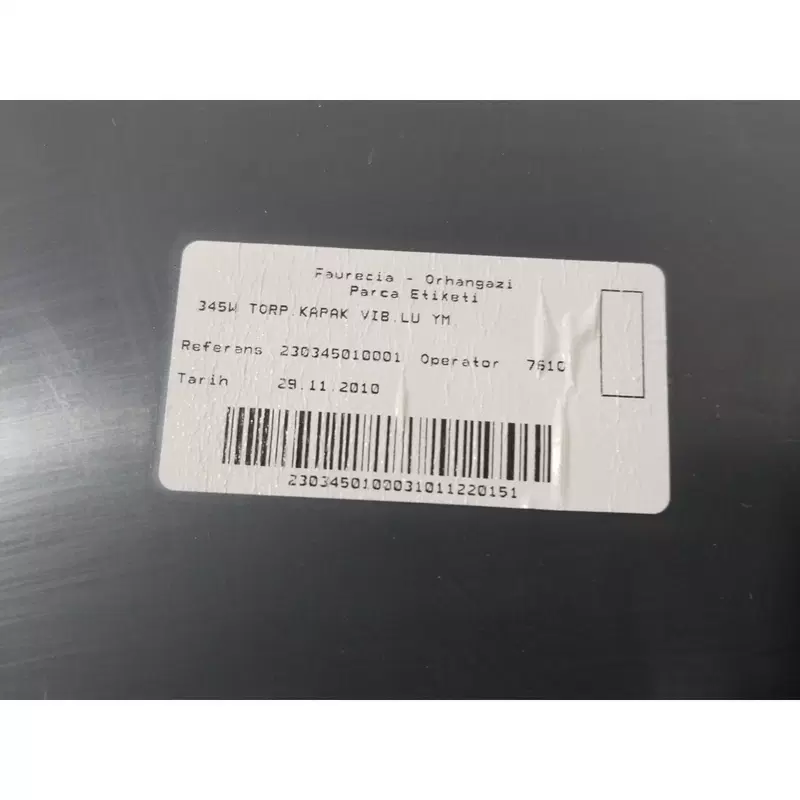 Faurecia - Orhangazi
Parca Etiketi
345W TORP.KAPAK VIB.LU YM
Referans 230345010001 Operator 7610
Tarih 29.11.2010
2303450100031011220151